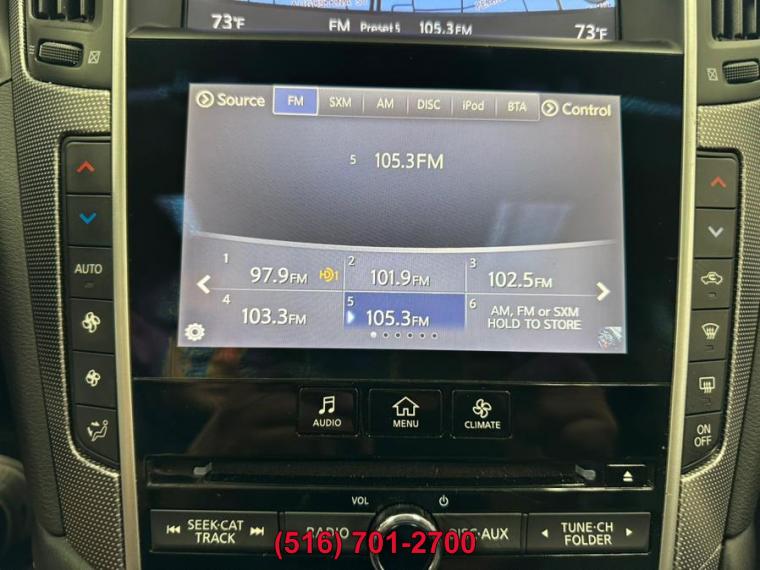 73°F FM Preset 5 105.3 FM 73°F
Source FM SXM AM DISC iPod BTA Control
5 105.3FM
1 97.9FM HD1 2 101.9FM 3 102.5FM
4 103.3FM 5 105.3FM 6 AM, FM or SXM
HOLD TO STORE
AUTO
ON
OFF
AUDIO MENU CLIMATE
VOL
SEEK·CAT
TRACK
RADIO
DISC·AUX
TUNE·CH
FOLDER
(516) 701-2700